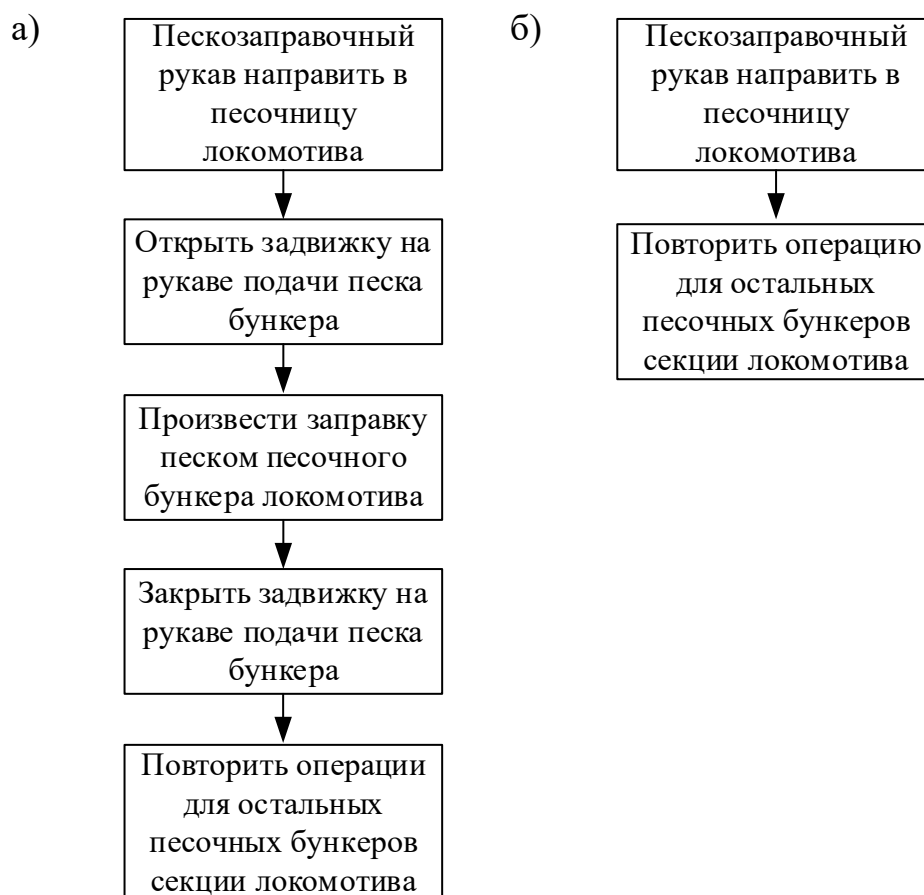 а)
Пескозаправочный
рукав направить в
песочницу
локомотива
Открыть задвижку на
рукаве подачи песка
бункера
Произвести заправку
песком песочного
бункера локомотива
Закрыть задвижку на
рукаве подачи песка
бункера
Повторить операции
для остальных
песочных бункеров
секции локомотива
б)
Пескозаправочный
рукав направить в
песочницу
локомотива
Повторить операцию
для остальных
песочных бункеров
секции локомотива